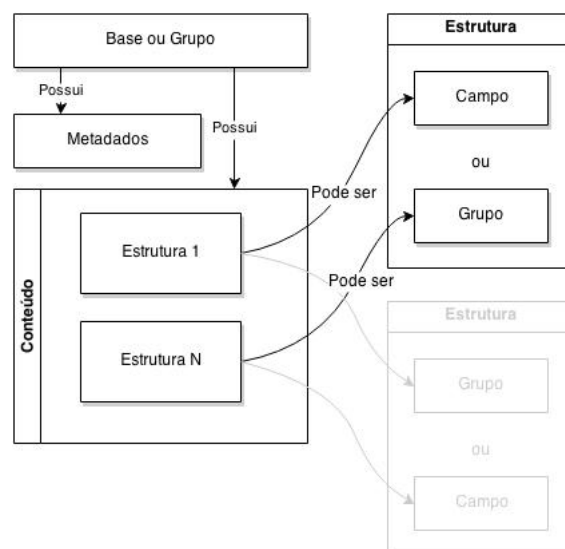 Base ou Grupo
Possui
Possui
Metadados
Conteúdo
Estrutura 1
Estrutura N
Pode ser
Pode ser
Estrutura
Campo
ou
Grupo
Estrutura
Grupo
ou
Campo